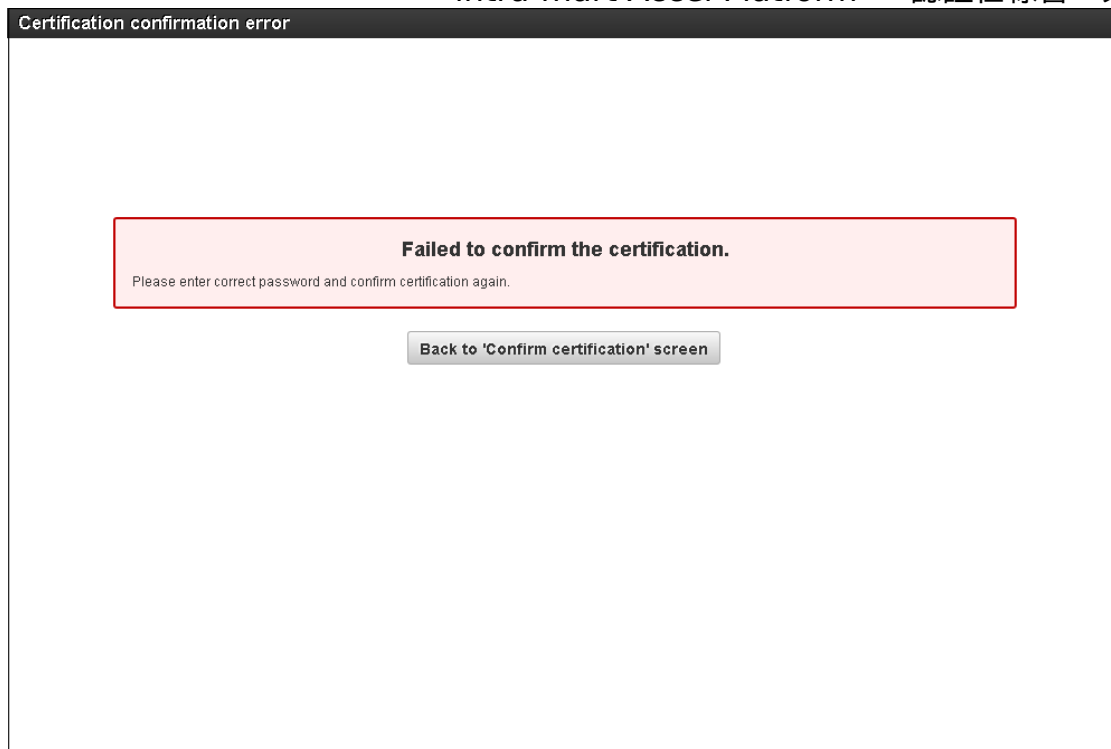 Certification confirmation error
Failed to confirm the certification.
Please enter correct password and confirm certification again.
Back to 'Confirm certification' screen